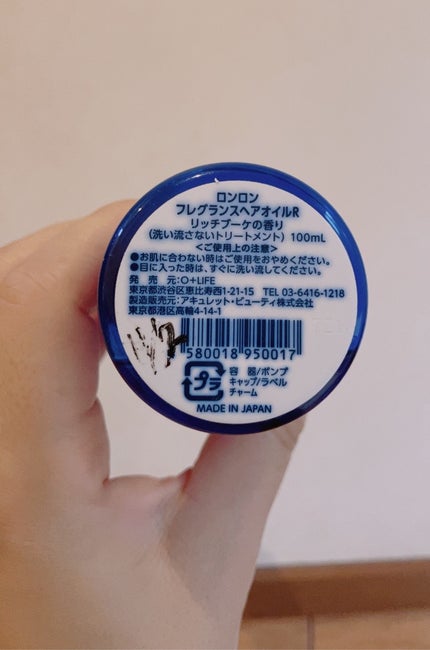 ロンロン
フレグランスヘアオイルR
リッチブーケの香り
(洗い流さないトリートメント) 100mL
<ご使用上の注意>
●お肌に合わない時はご使用をおやめください。
●目に入った時は、すぐに洗い流してください。
発 売 元:O+LIFE
東京都渋谷区恵比寿西1-21-15 TEL 03-6416-1218
製造販売元:アキュレット・ビューティ株式会社
東京都港区高輪4-14-1
580018 950017
プラ
容 器/ポンプ
キャップ/ラベル
チャーム
MADE IN JAPAN